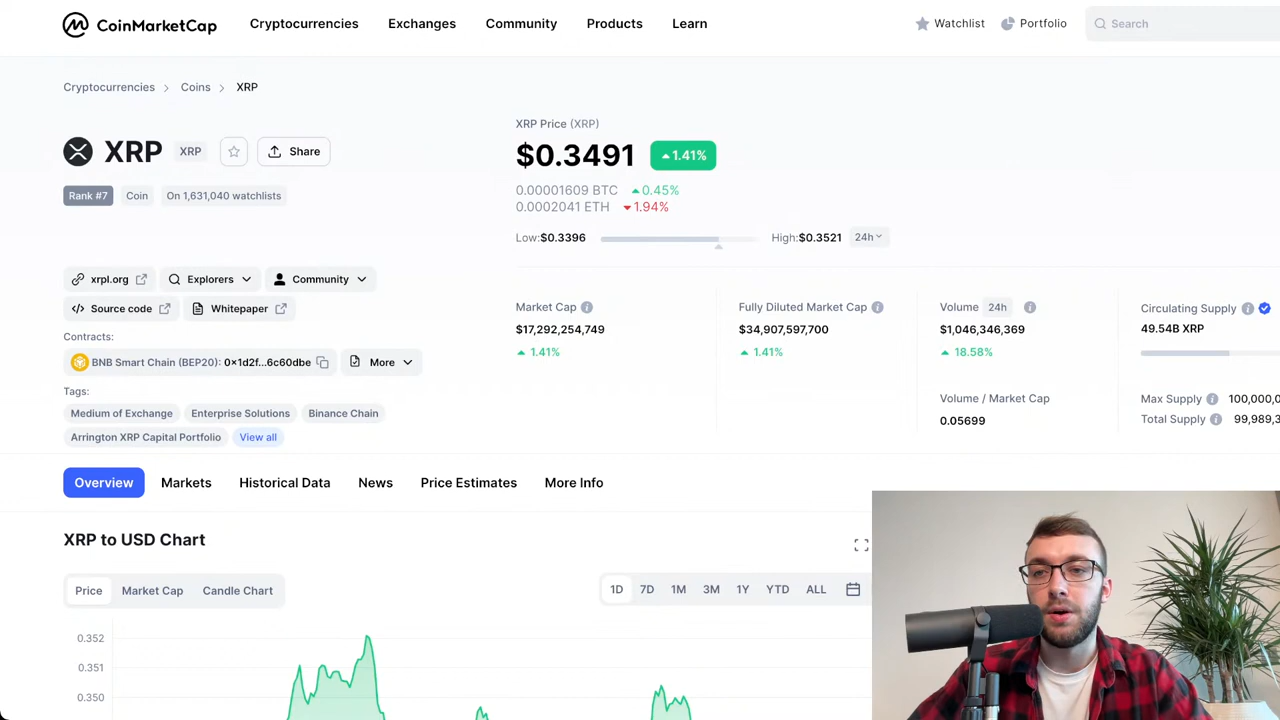 CoinMarketCap Cryptocurrencies Exchanges Community Products Learn Watchlist Portfolio Search
Cryptocurrencies Coins XRP
XRP XRP Share
Rank #7 Coin On 1,631,040 watchlists
XRP Price (XRP)
$0.3491 1.41%
0.00001609 BTC 0.45%
0.0002041 ETH 1.94%
Low:$0.3396 High:$0.3521 24h
xrpl.org Explorers Community
Source code Whitepaper
Contracts:
BNB Smart Chain (BEP20): 0x1d2f...6c60dbe More
Tags:
Medium of Exchange Enterprise Solutions Binance Chain
Arrington XRP Capital Portfolio View all
Market Cap
$17,292,254,749
1.41%
Fully Diluted Market Cap
$34,907,597,700
1.41%
Volume 24h
$1,046,346,369
18.58%
Volume / Market Cap
0.05699
Circulating Supply
49.54B XRP
Max Supply 100,000,0
Total Supply 99,989,3
Overview Markets Historical Data News Price Estimates More Info
XRP to USD Chart
Price Market Cap Candle Chart 1D 7D 1M 3M 1Y YTD ALL
0.352
0.351
0.350